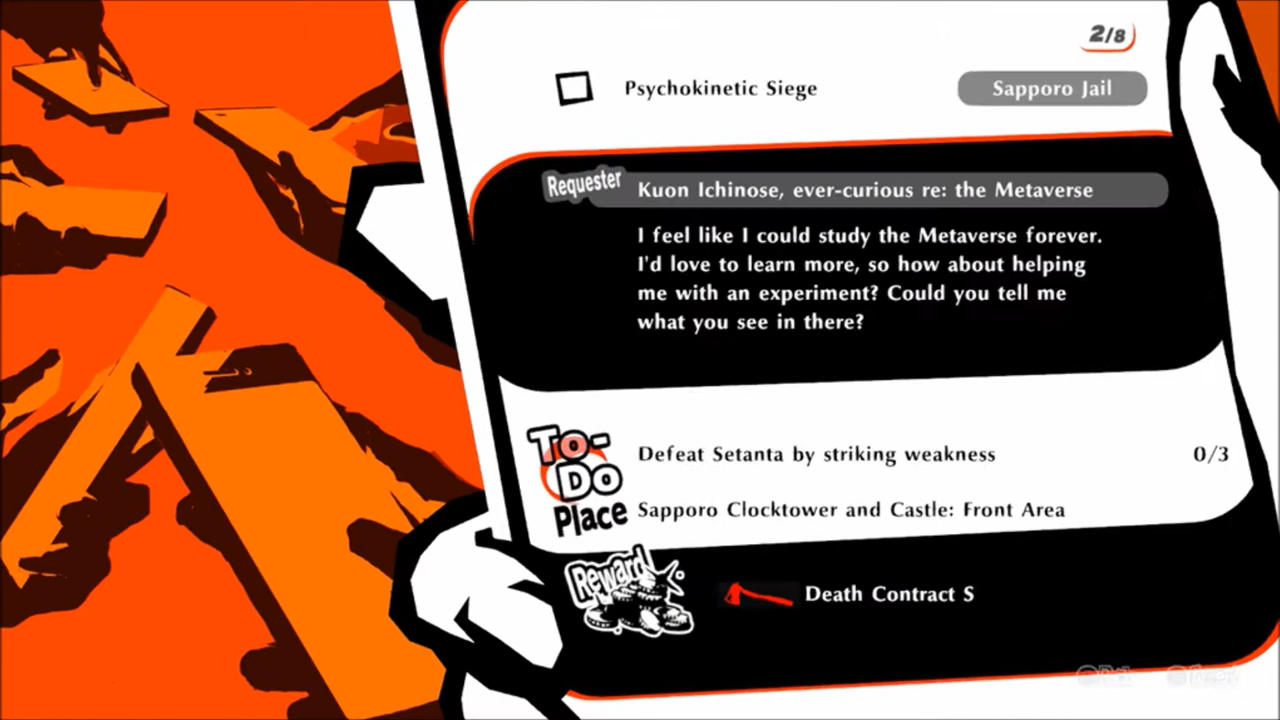 2/8
Psychokinetic Siege
Sapporo Jail
Requester
Kuon Ichinose, ever-curious re: the Metaverse
I feel like I could study the Metaverse forever.
I'd love to learn more, so how about helping
me with an experiment? Could you tell me
what you see in there?
To-
Do
Defeat Setanta by striking weakness 0/3
Place
Sapporo Clocktower and Castle: Front Area
Reward
Death Contract S